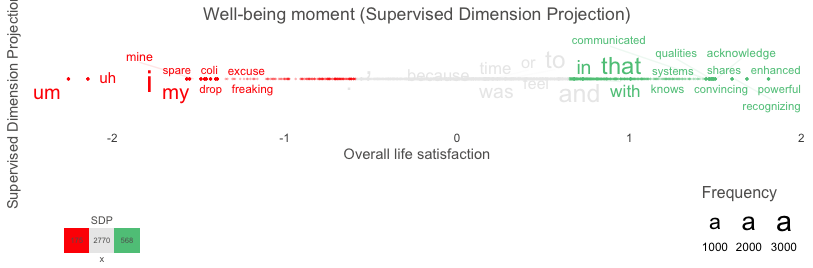 Well-being moment (Supervised Dimension Projection)
Supervised Dimension Projection
communicated
mine
qualities acknowledge
or to
spare coli excuse
time
in that
systems shares enhanced
uh
i
because
um
my
drop freaking
was feel and
with knows convincing powerful
recognizing
-2 -1 0 1 2
Overall life satisfaction
Frequency
a a a
1000 2000 3000
SDP
2770 568
x